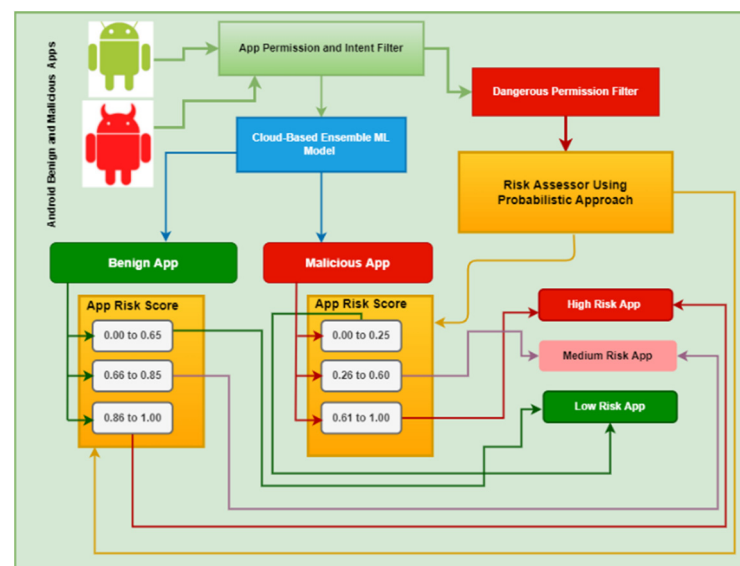 Android Benign and Malicious Apps
App Permission and Intent Filter
Dangerous Permission Filter
Cloud-Based Ensemble ML
Model
Risk Assessor Using
Probabilistic Approach
Benign App
Malicious App
App Risk Score
0.00 to 0.65
0.66 to 0.85
0.86 to 1.00
App Risk Score
0.00 to 0.25
0.26 to 0.60
0.61 to 1.00
High Risk App
Medium Risk App
Low Risk App